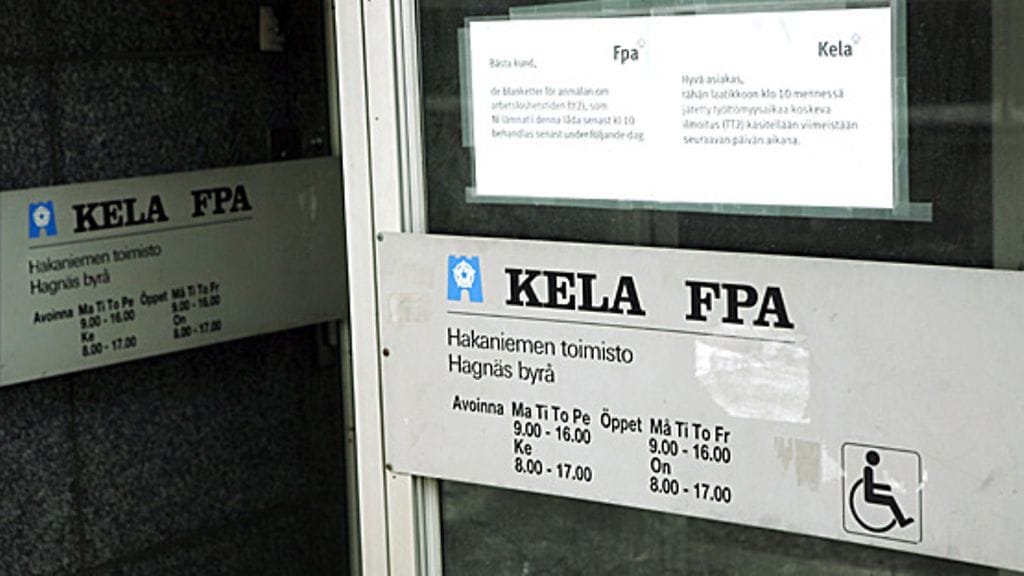 KELA FPA
Hakaniemen toimisto
Hagnäs byrå
Avoinna Ma Ti To Pe Öppet Må Ti To Fr
9.00 - 16.00 9.00 - 16.00
Ke On
8.00 - 17.00 8.00 - 17.00
Fpa
Bästa kund,
de blanketter för anmälan om
arbetslöshetstiden (tt2), som
Ni lämnat i denna låda senast kl 10
behandlas senast under följande dag.
Kela
Hyvä asiakas,
tähän laatikkoon klo 10 mennessä
jätetty työttömyysaikaa koskeva
ilmoitus (TT2) käsitellään viimeistään
seuraavan päivän aikana.
KELA FPA
Hakaniemen toimisto
Hagnäs byrå
Avoinna Ma Ti To Pe Öppet Må Ti To Fr
9.00 - 16.00 9.00 - 16.00
Ke On
8.00 - 17.00 8.00 - 17.00